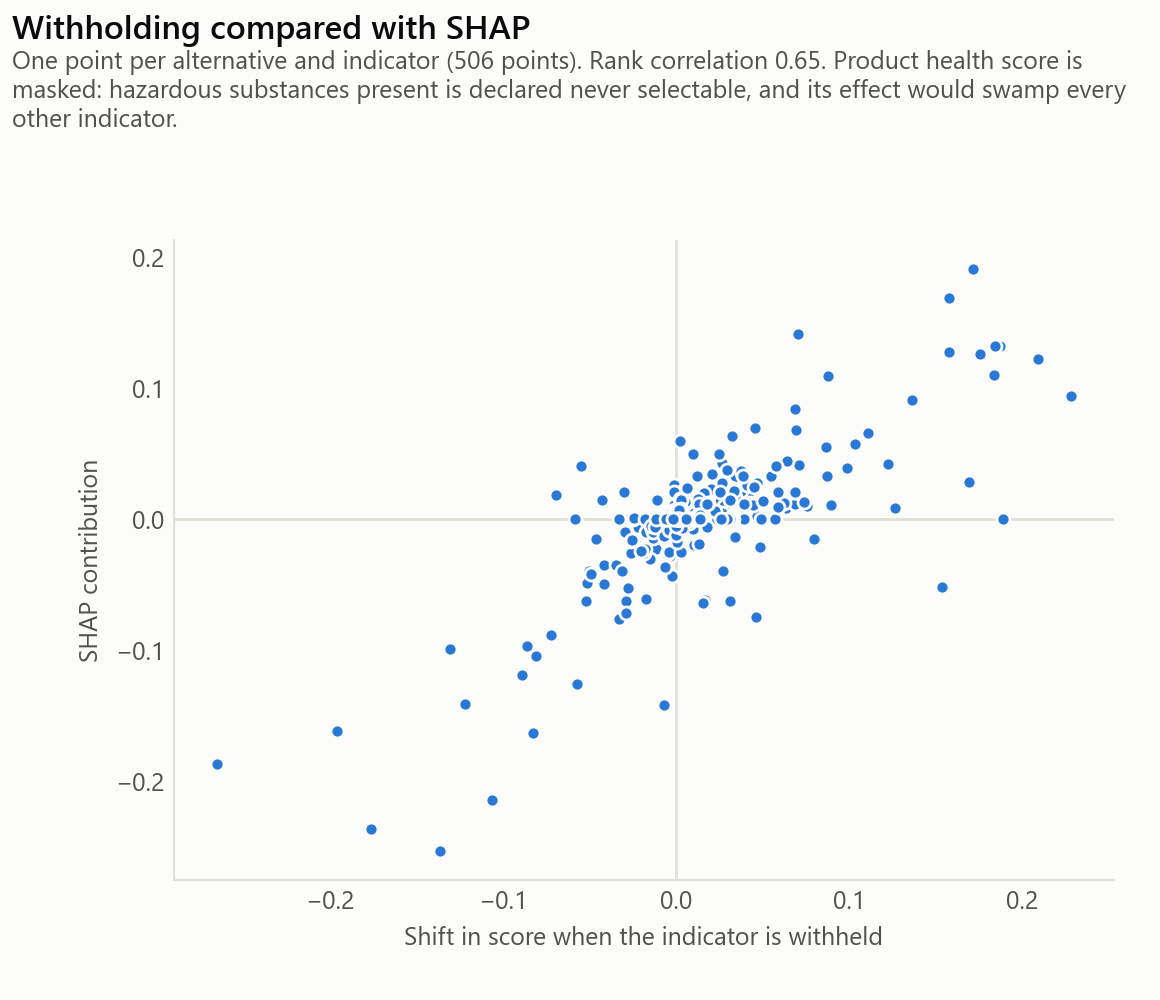 Withholding compared with SHAP
One point per alternative and indicator (506 points). Rank correlation 0.65. Product health score is
masked: hazardous substances present is declared never selectable, and its effect would swamp every
other indicator.
0.2
0.1
0.0
−0.1
−0.2
SHAP contribution
−0.2
−0.1
0.0
0.1
0.2
Shift in score when the indicator is withheld